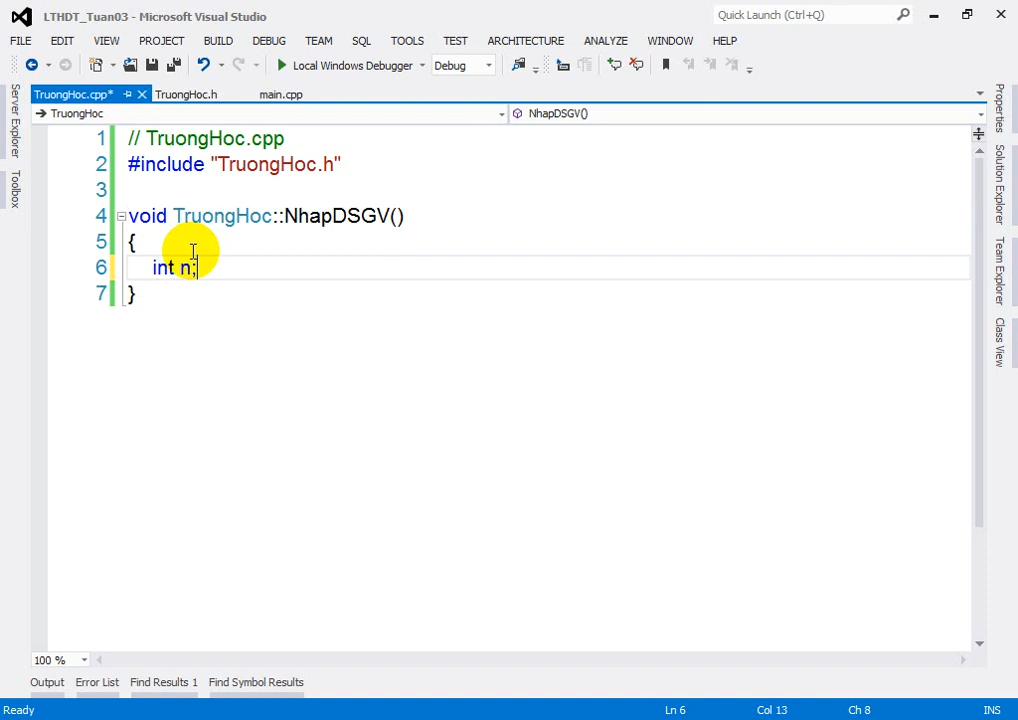 LTHDT_Tuan03 - Microsoft Visual Studio
Quick Launch (Ctrl+Q)
FILE EDIT VIEW PROJECT BUILD DEBUG TEAM SQL TOOLS TEST ARCHITECTURE ANALYZE WINDOW HELP
Local Windows Debugger Debug
TruongHoc.cpp* TruongHoc.h main.cpp
TruongHoc NhapDSGV()
1 // TruongHoc.cpp
2 #include "TruongHoc.h"
3
4 void TruongHoc::NhapDSGV()
5 {
6 int n;
7 }
Server Explorer
Toolbox
Properties
Solution Explorer
Team Explorer
Class View
100 %
Output Error List Find Results 1 Find Symbol Results
Ready Ln 6 Col 13 Ch 8 INS